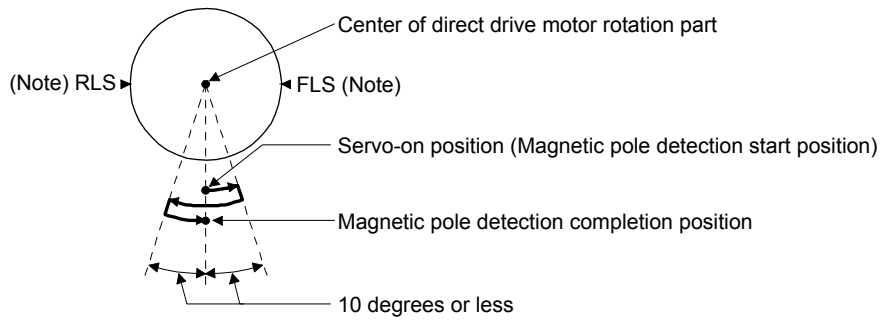 Center of direct drive motor rotation part
(Note) RLS
FLS (Note)
Servo-on position (Magnetic pole detection start position)
Magnetic pole detection completion position
10 degrees or less